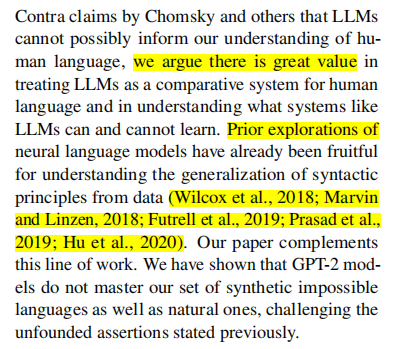 Contra claims by Chomsky and others that LLMs
cannot possibly inform our understanding of hu-
man language, we argue there is great value in
treating LLMs as a comparative system for human
language and in understanding what systems like
LLMs can and cannot learn. Prior explorations of
neural language models have already been fruitful
for understanding the generalization of syntactic
principles from data (Wilcox et al., 2018; Marvin
and Linzen, 2018; Futrell et al., 2019; Prasad et al.,
2019; Hu et al., 2020). Our paper complements
this line of work. We have shown that GPT-2 mod-
els do not master our set of synthetic impossible
languages as well as natural ones, challenging the
unfounded assertions stated previously.